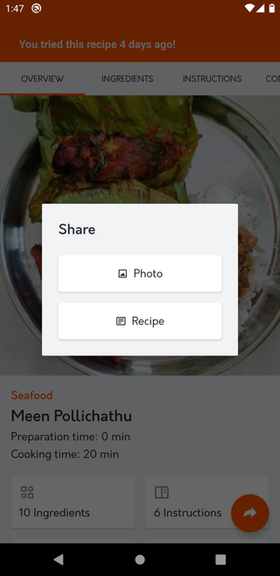 1:47
You tried this recipe 4 days ago!
OVERVIEW INGREDIENTS INSTRUCTIONS CO
Share
Photo
Recipe
Seafood
Meen Pollichathu
Preparation time: 0 min
Cooking time: 20 min
10 Ingredients 6 Instructions